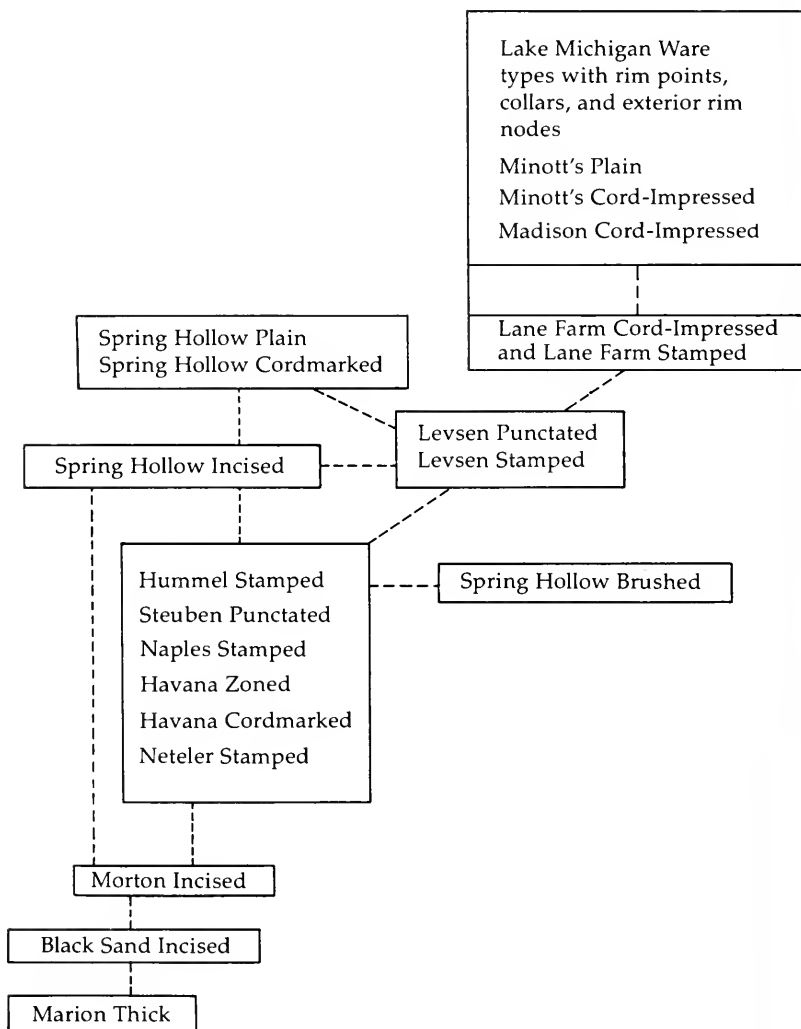 Lake Michigan Ware
types with rim points,
collars, and exterior rim
nodes
Minott's Plain
Minott's Cord-Impressed
Madison Cord-Impressed
Lane Farm Cord-Impressed
and Lane Farm Stamped
Spring Hollow Plain
Spring Hollow Cordmarked
Levsen Punctated
Levsen Stamped
Spring Hollow Incised
Hummel Stamped
Steuben Punctated
Naples Stamped
Havana Zoned
Havana Cordmarked
Neteler Stamped
Spring Hollow Brushed
Morton Incised
Black Sand Incised
Marion Thick